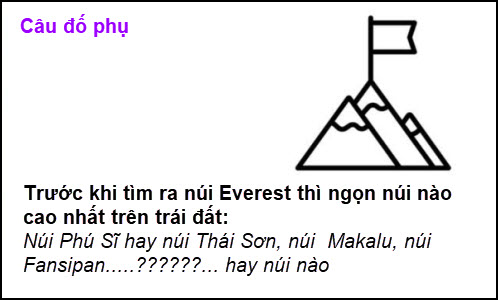 Câu đố phụ
Trước khi tìm ra núi Everest thì ngọn núi nào
cao nhất trên trái đất:
Núi Phú Sĩ hay núi Thái Sơn, núi  Makalu, núi
Fansipan.....??????... hay núi nào